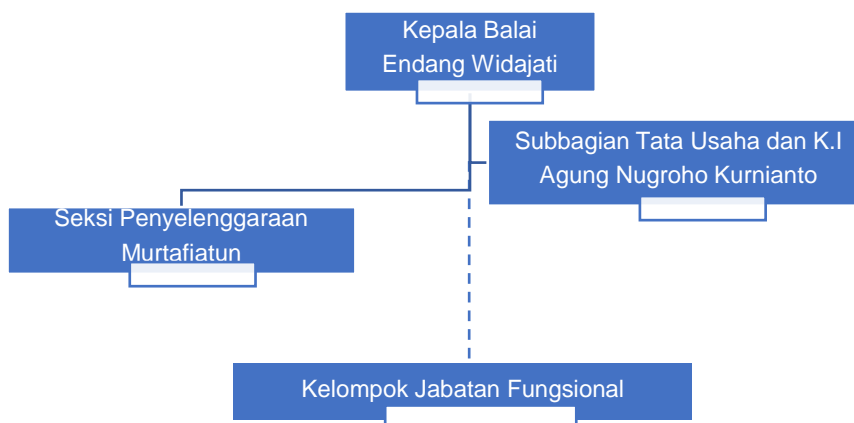 Kepala Balai
Endang Widajati
Subbagian Tata Usaha dan K.I
Agung Nugroho Kurnianto
Seksi Penyelenggaraan
Murtafiatun
Kelompok Jabatan Fungsional